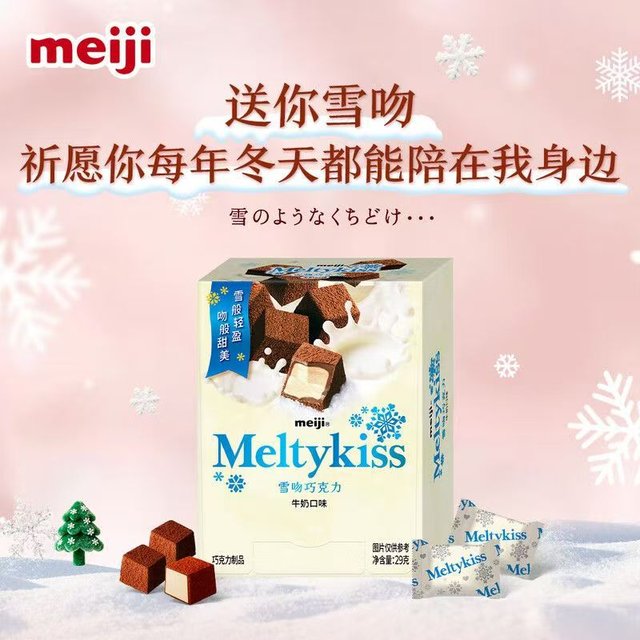 meiji
送你雪吻
祈愿你每年冬天都能陪在我身边
雪のようなくちどけ···
Meltykiss
雪般轻盈
吻般甜美
meiji®
Meltykiss
雪吻巧克力
牛奶口味
巧克力制品
图片仅供参考
净含量:29克
Meltykiss
Meltykiss
Meltykiss